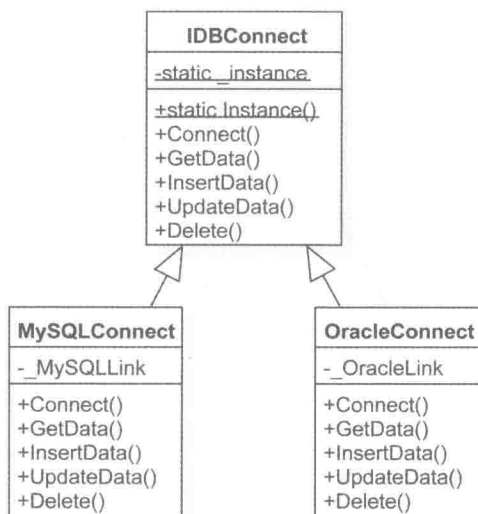 IDBConnect
-static _instance
+static Instance()
+Connect()
+GetData()
+InsertData()
+UpdateData()
+Delete()
MySQLConnect
-_MySQLLink
+Connect()
+GetData()
+InsertData()
+UpdateData()
+Delete()
OracleConnect
-_OracleLink
+Connect()
+GetData()
+InsertData()
+UpdateData()
+Delete()